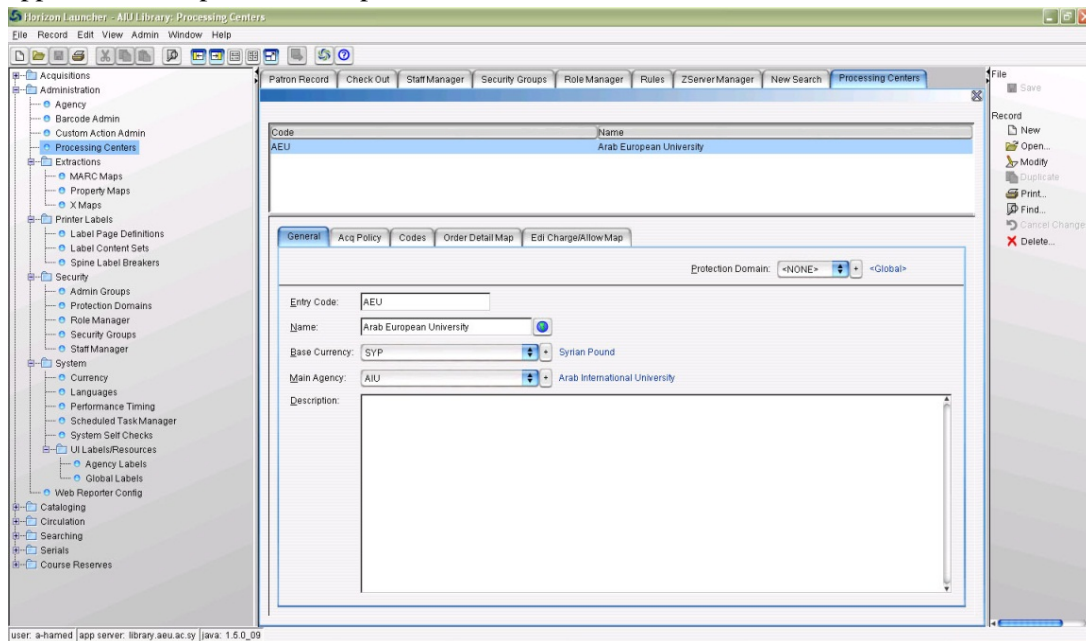 Horizon Launcher - AIU Library: Processing Centers
File Record Edit View Admin Window Help
Acquisitions
Administration
Agency
Barcode Admin
Custom Action Admin
Processing Centers
Extractions
MARC Maps
Property Maps
X Maps
Printer Labels
Label Page Definitions
Label Content Sets
Spine Label Breakers
Security
Admin Groups
Protection Domains
Role Manager
Security Groups
Staff Manager
System
Currency
Languages
Performance Timing
Scheduled Task Manager
System Self Checks
UI Labels/Resources
Agency Labels
Global Labels
Web Reporter Config
Cataloging
Circulation
Searching
Serials
Course Reserves
Patron Record Check Out Staff Manager Security Groups Role Manager Rules ZServer Manager New Search Processing Centers
Code Name
AEU Arab European University
General Acq Policy Codes Order Detail Map Edi Charge/Allow Map
Protection Domain: <NONE> + <Global>
Entry Code: AEU
Name: Arab European University
Base Currency: SYP + Syrian Pound
Main Agency: AIU + Arab International University
Description:
File
Save
Record
New
Open...
Modify
Duplicate
Print...
Find...
Cancel Change
Delete...
user: a-hamed app server: library.aeu.ac.sy java: 1.5.0_09